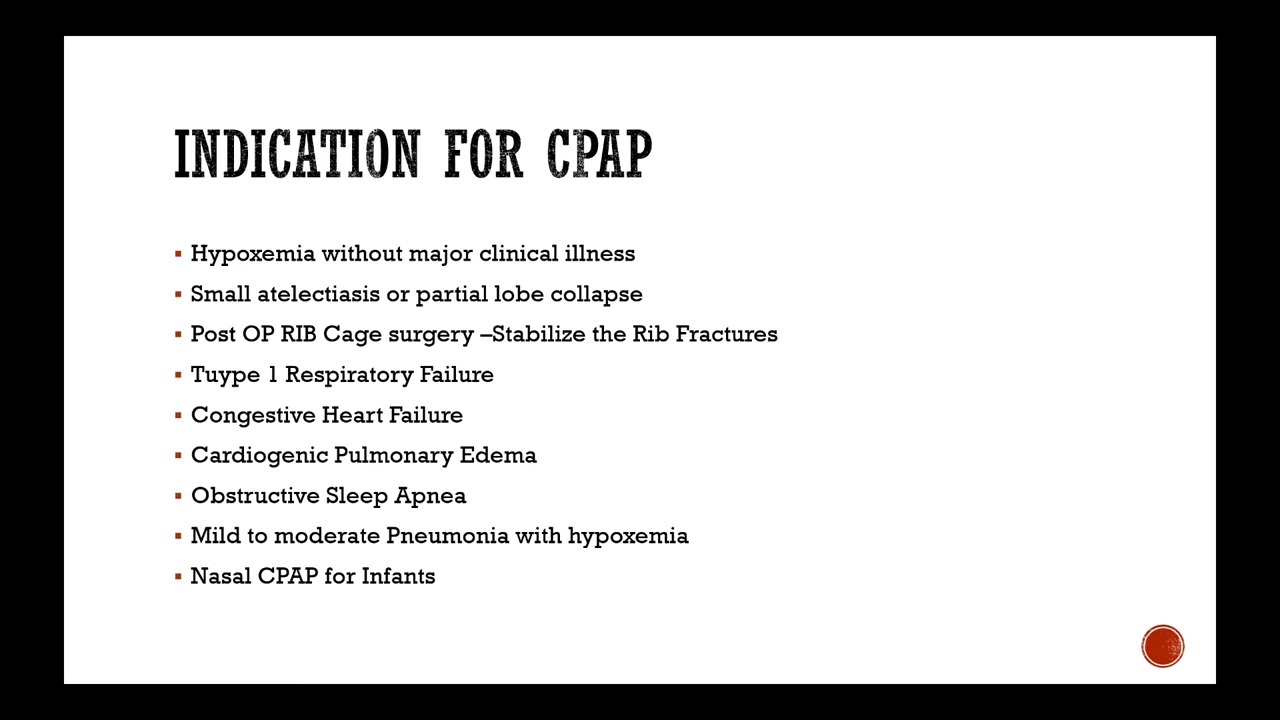 INDICATION FOR CPAP
▪ Hypoxemia without major clinical illness
▪ Small atelectiasis or partial lobe collapse
▪ Post OP RIB Cage surgery –Stabilize the Rib Fractures
▪ Tuype 1 Respiratory Failure
▪ Congestive Heart Failure
▪ Cardiogenic Pulmonary Edema
▪ Obstructive Sleep Apnea
▪ Mild to moderate Pneumonia with hypoxemia
▪ Nasal CPAP for Infants